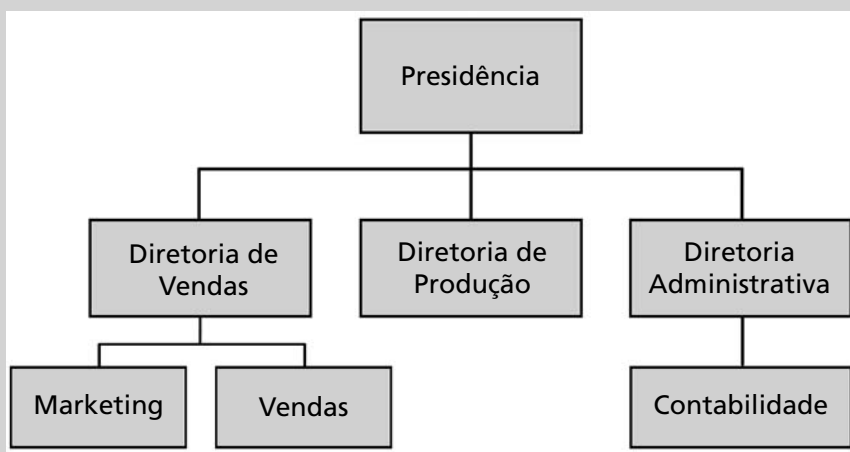 Presidência
Diretoria de
Vendas
Diretoria de
Produção
Diretoria
Administrativa
Marketing
Vendas
Contabilidade